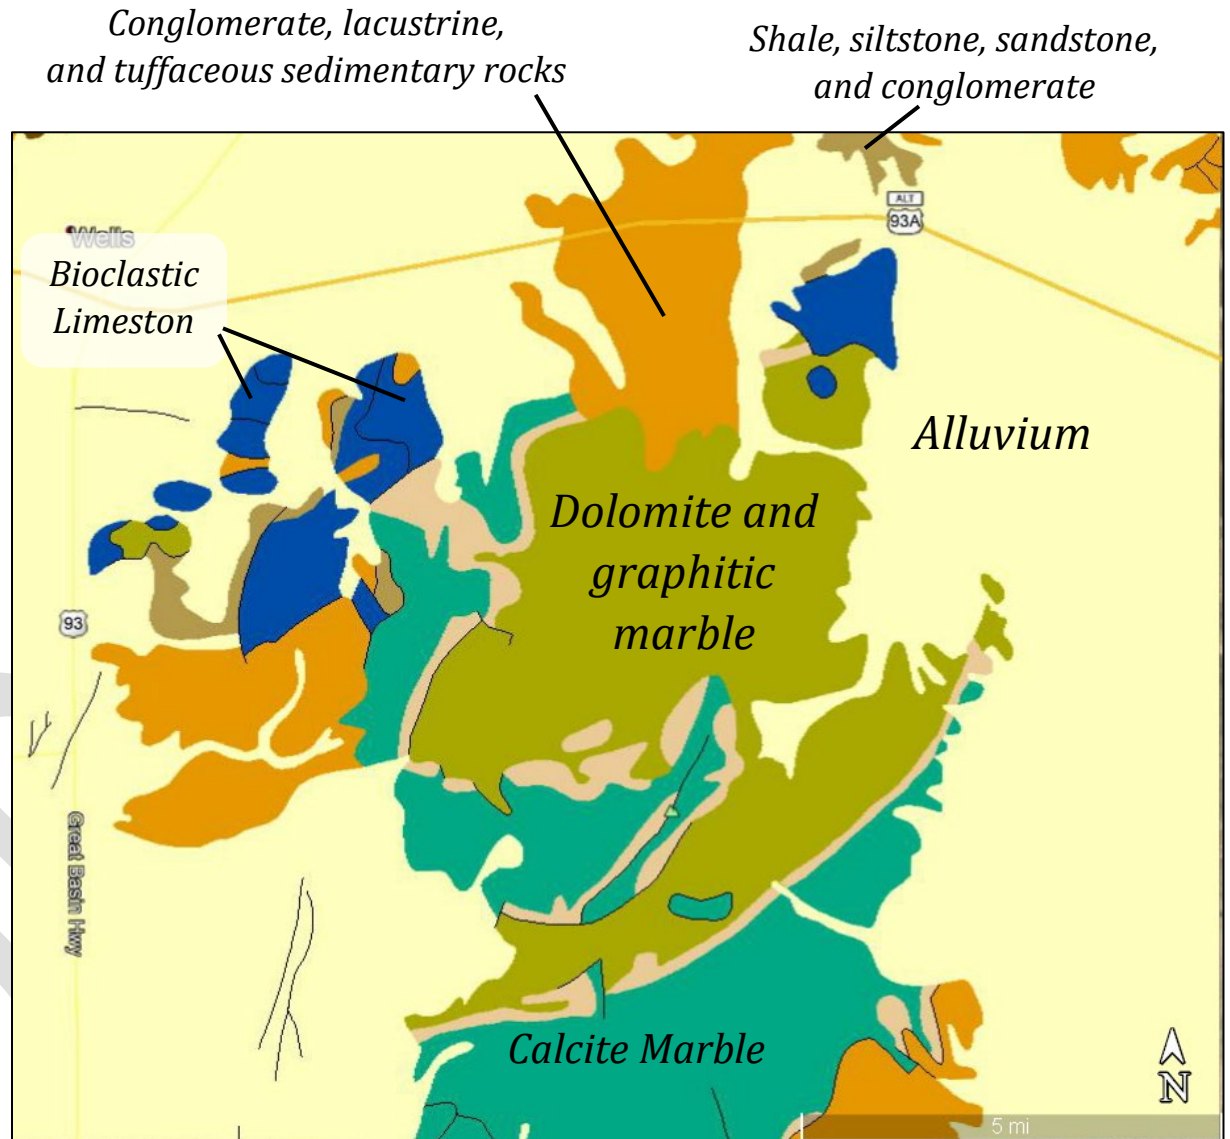 Conglomerate, lacustrine,
and tuffaceous sedimentary rocks
Shale, siltstone, sandstone,
and conglomerate
ALT
93A
Wells
Bioclastic
Limeston
Alluvium
Dolomite and
graphitic
marble
93
Great Basin Hwy
Calcite Marble
N
5 mi